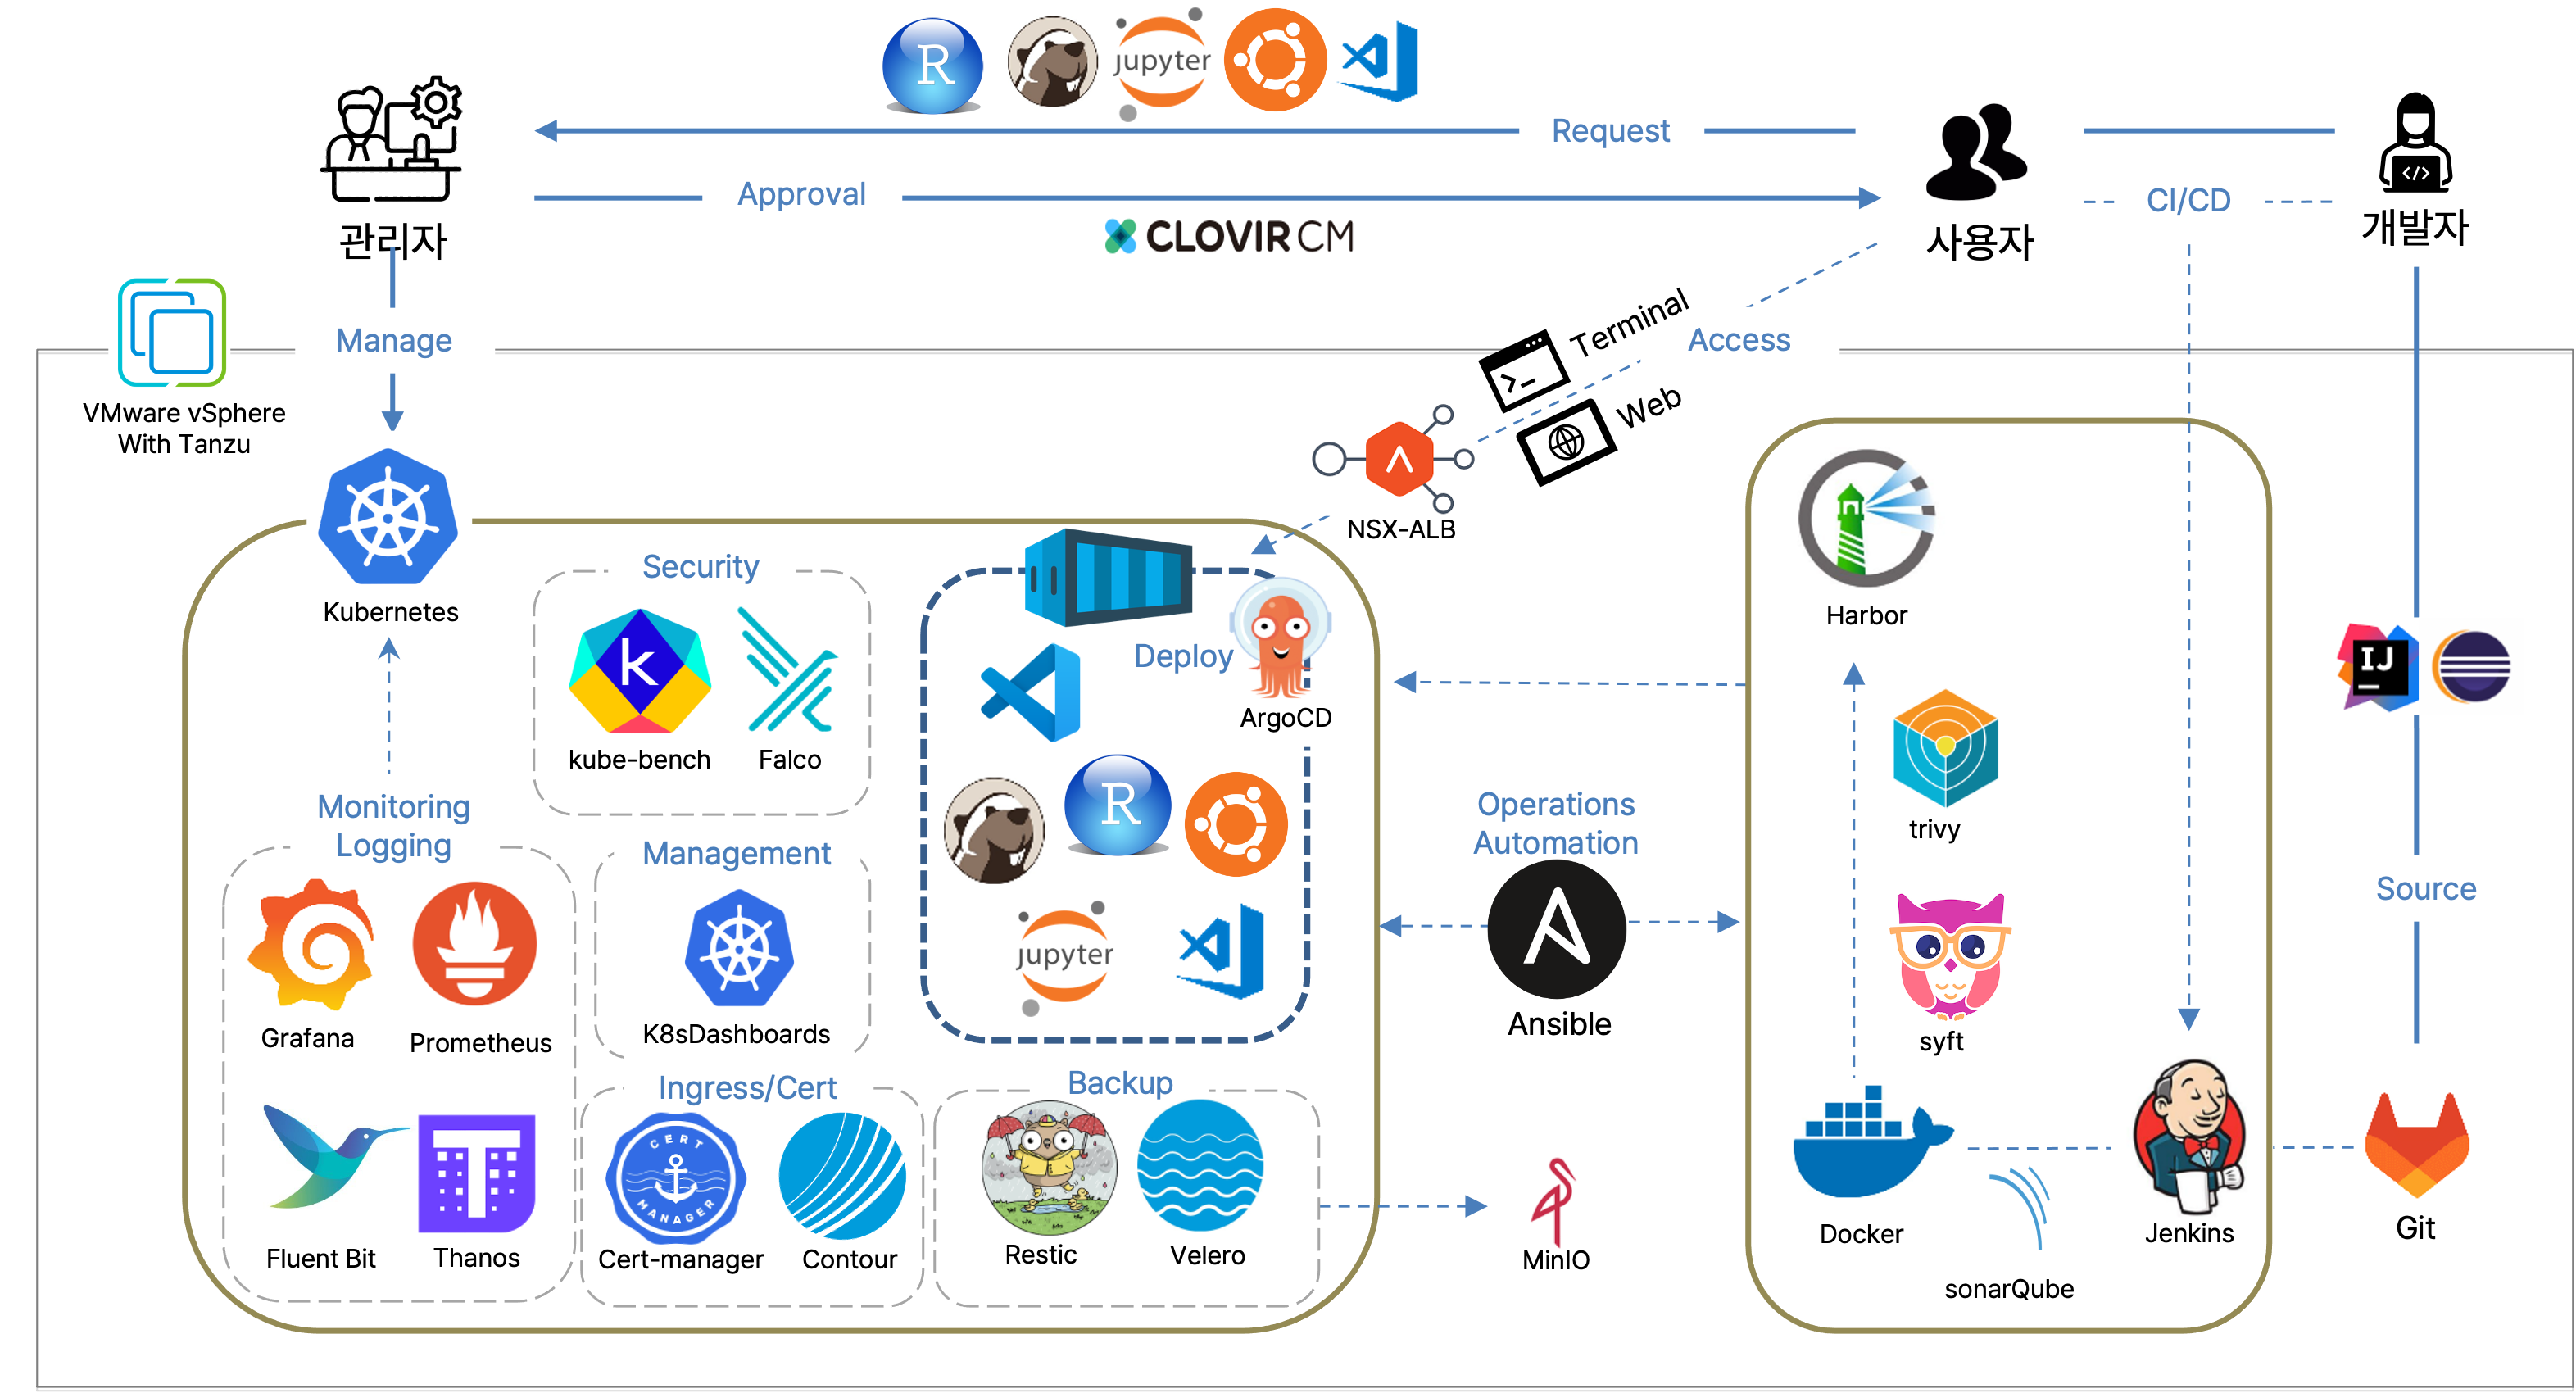 R
jupyter
Request
Approval
CLOVIR CM
관리자
사용자
CI/CD
</>
개발자
VMware vSphere
With Tanzu
Manage
Terminal
Access
>_
Web
NSX-ALB
Kubernetes
Security
k
kube-bench
Falco
Deploy
ArgoCD
R
jupyter
Monitoring
Logging
Grafana
Prometheus
Fluent Bit
T
Thanos
Management
K8sDashboards
Ingress/Cert
CERT
MANAGER
Cert-manager
Contour
Backup
Restic
Velero
MinIO
Operations
Automation
Ansible
Harbor
trivy
syft
Docker
sonarQube
Jenkins
IJ
Source
Git